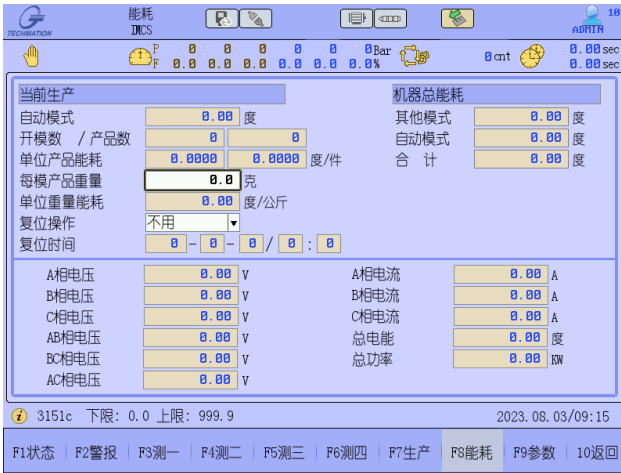 TECHMATION
能耗
IMCS
10
ADMIN
P 0 0 0 0 0 0Bar 0 cnt 0.00 sec
F 0.0 0.0 0.0 0.0 0.0 0.0% 0.00 sec
当前生产 机器总能耗
自动模式 0.00 度 其他模式 0.00 度
开模数 / 产品数 0 0 自动模式 0.00 度
单位产品能耗 0.0000 0.0000 度/件 合 计 0.00 度
每模产品重量 0.0 克
单位重量能耗 0.00 度/公斤
复位操作 不用
复位时间 0 - 0 - 0 / 0 : 0
A相电压 0.00 V A相电流 0.00 A
B相电压 0.00 V B相电流 0.00 A
C相电压 0.00 V C相电流 0.00 A
AB相电压 0.00 V 总电能 0.00 度
BC相电压 0.00 V 总功率 0.00 KW
AC相电压 0.00 V
i 3151c 下限: 0.0 上限: 999.9 2023.08.03/09:15
F1状态 F2警报 F3测一 F4测二 F5测三 F6测四 F7生产 F8能耗 F9参数 10返回